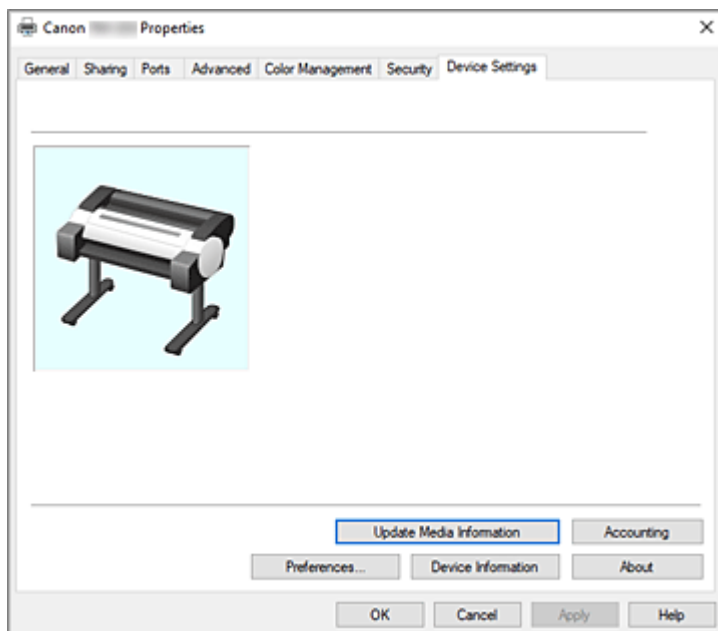 Canon Properties
General Sharing Ports Advanced Color Management Security Device Settings
Update Media Information Accounting
Preferences... Device Information About
OK Cancel Apply Help